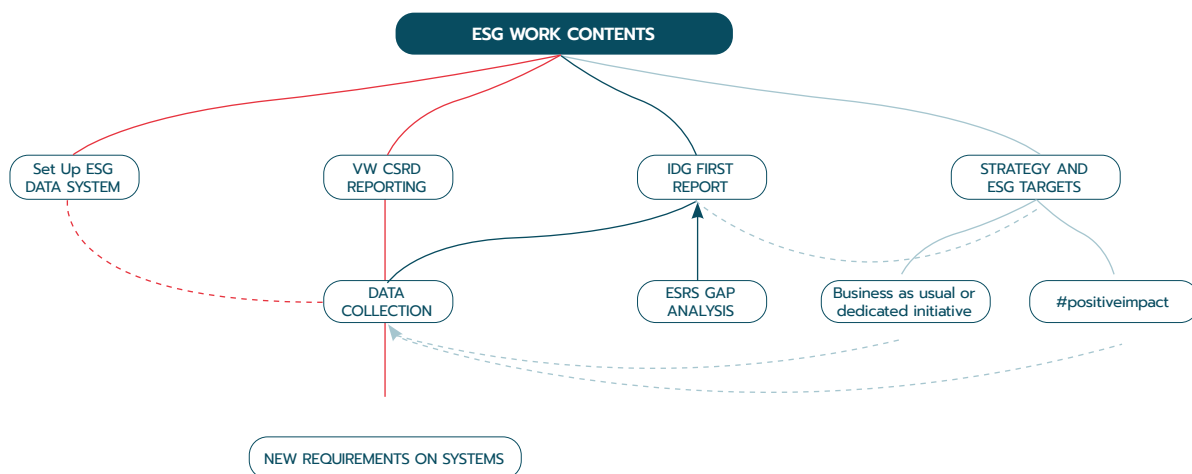 ESG WORK CONTENTS
Set Up ESG
DATA SYSTEM
VW CSRD
REPORTING
IDG FIRST
REPORT
STRATEGY AND
ESG TARGETS
DATA
COLLECTION
ESRS GAP
ANALYSIS
Business as usual or
dedicated initiative
#positiveimpact
NEW REQUIREMENTS ON SYSTEMS